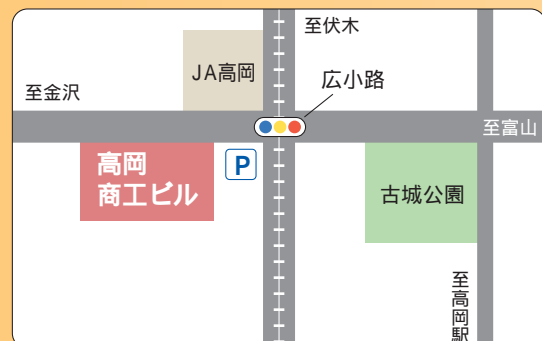 至伏木
JA高岡
広小路
至金沢
至富山
高岡
商工ビル
P
古城公園
至高岡駅